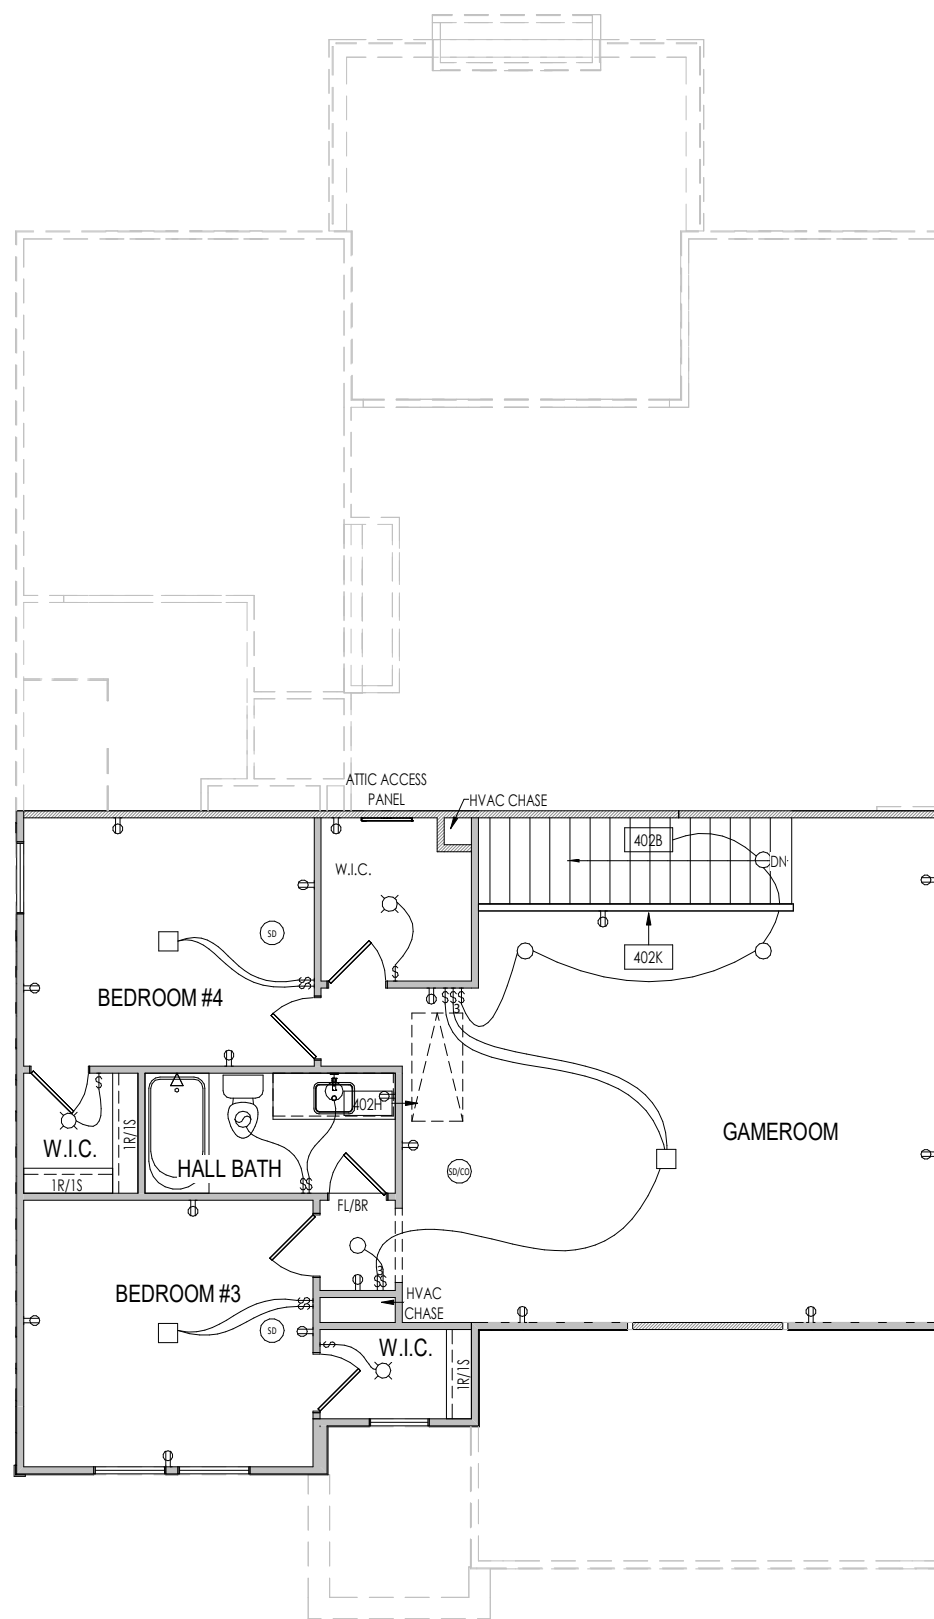 ATTIC ACCESS
PANEL
HVAC CHASE
402B
DN
W.I.C.
SD
402K
BEDROOM #4
$
$$
$$$
3
402H
GAMEROOM
W.I.C.
1R/1S
1R/1S
HALL BATH
SD/CO
$$
FL/BR
3
$$
BEDROOM #3
HVAC
CHASE
SD
$$
$
W.I.C.
1R/1S